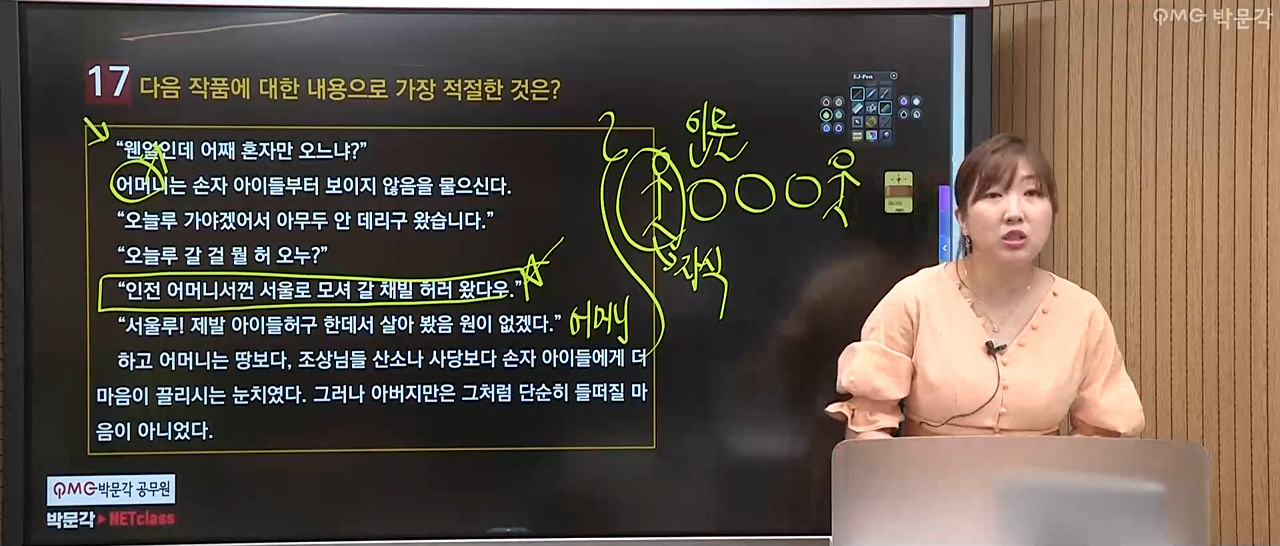 QMG 박문각
17 다음 작품에 대한 내용으로 가장 적절한 것은?
EJ-Pen
인물
“웬일인데 어째 혼자만 오느냐?”
어머니는 손자 아이들부터 보이지 않음을 물으신다.
“오늘루 가야겠어서 아무두 안 데리구 왔습니다.”
“오늘루 갈 걸 뭘 허 오누?”
자식
“인전 어머니서껀 서울로 모셔 갈 채빌 허러 왔다우.”
“서울루! 제발 아이들허구 한데서 살아 봤음 원이 없겠다.” 어머니
하고 어머니는 땅보다, 조상님들 산소나 사당보다 손자 아이들에게 더
마음이 끌리시는 눈치였다. 그러나 아버지만은 그처럼 단순히 들떠질 마
음이 아니었다.
QMG박문각 공무원
박문각 NETclass